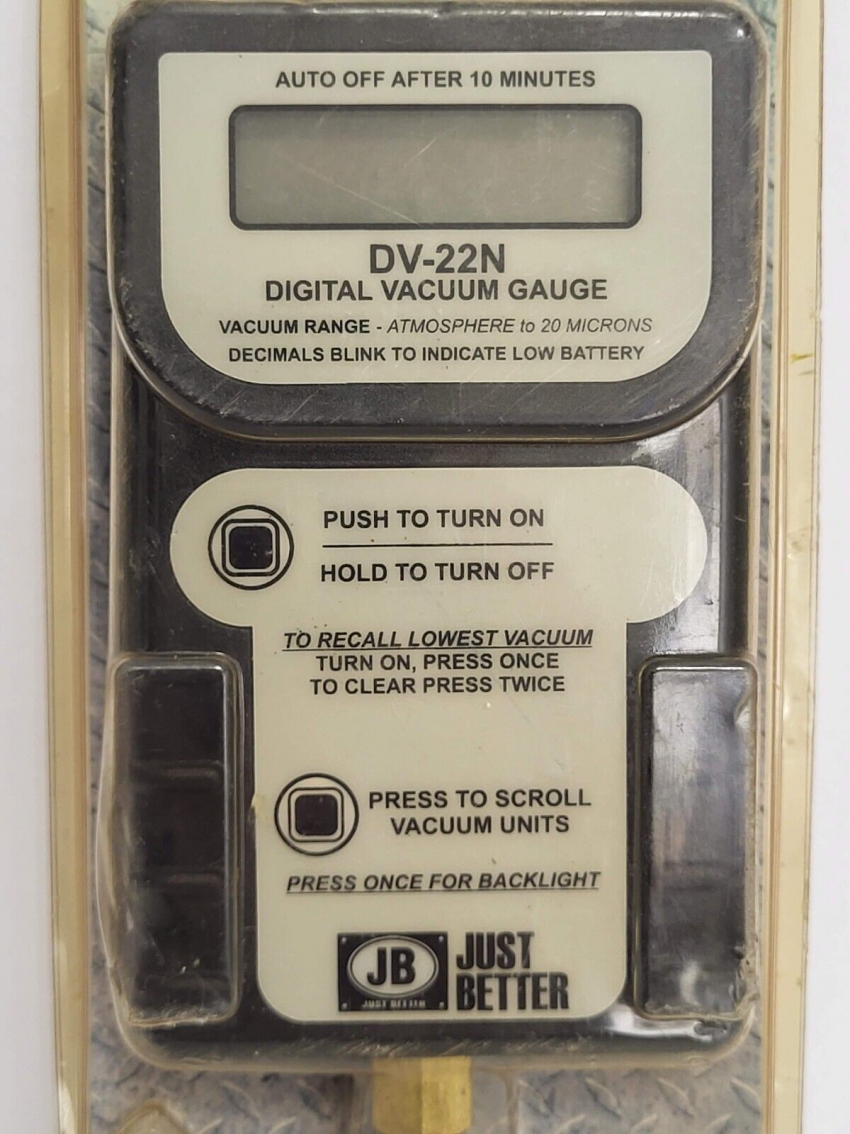 AUTO OFF AFTER 10 MINUTES
DV-22N
DIGITAL VACUUM GAUGE
VACUUM RANGE - ATMOSPHERE to 20 MICRONS
DECIMALS BLINK TO INDICATE LOW BATTERY
PUSH TO TURN ON
HOLD TO TURN OFF
TO RECALL LOWEST VACUUM
TURN ON, PRESS ONCE
TO CLEAR PRESS TWICE
PRESS TO SCROLL
VACUUM UNITS
PRESS ONCE FOR BACKLIGHT
JB
JUST BETTER
JUST
BETTER